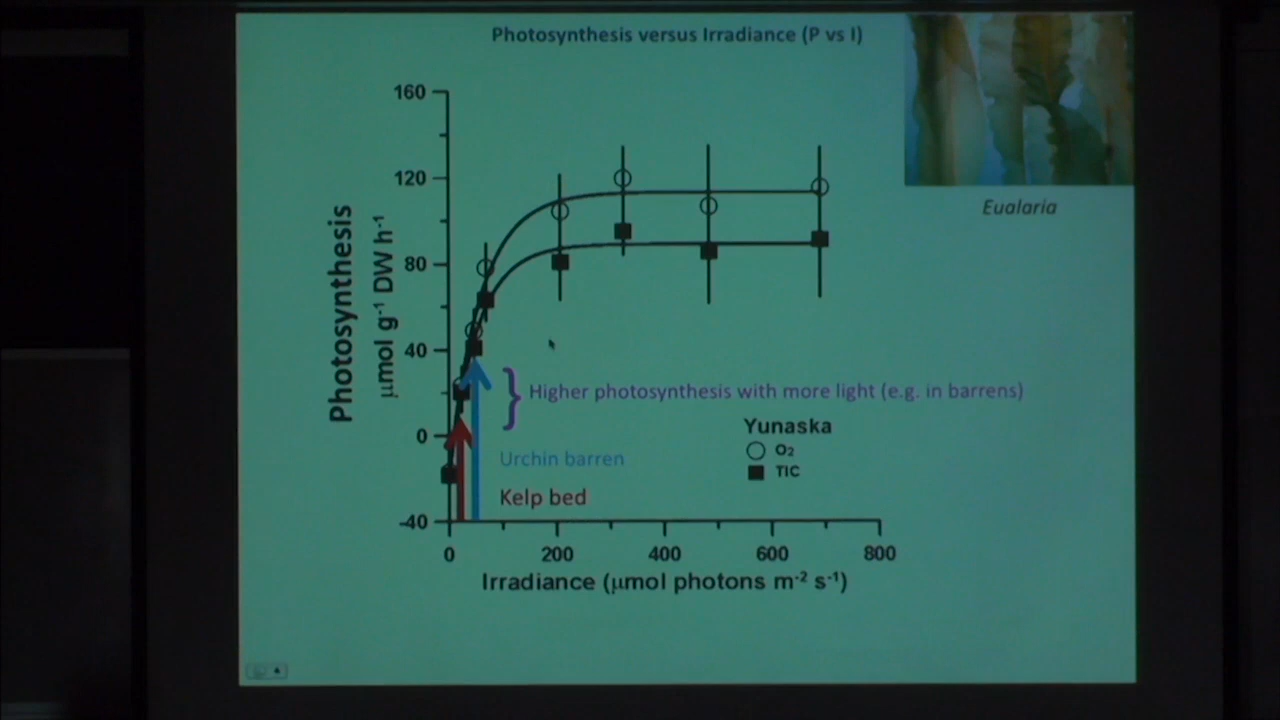 Photosynthesis versus Irradiance (P vs I)
Eualaria
Photosynthesis
μmol g⁻¹ DW h⁻¹
160
120
80
40
0
-40
Higher photosynthesis with more light (e.g. in barrens)
Yunaska
O₂
TIC
Urchin barren
Kelp bed
0 200 400 600 800
Irradiance (μmol photons m⁻² s⁻¹)